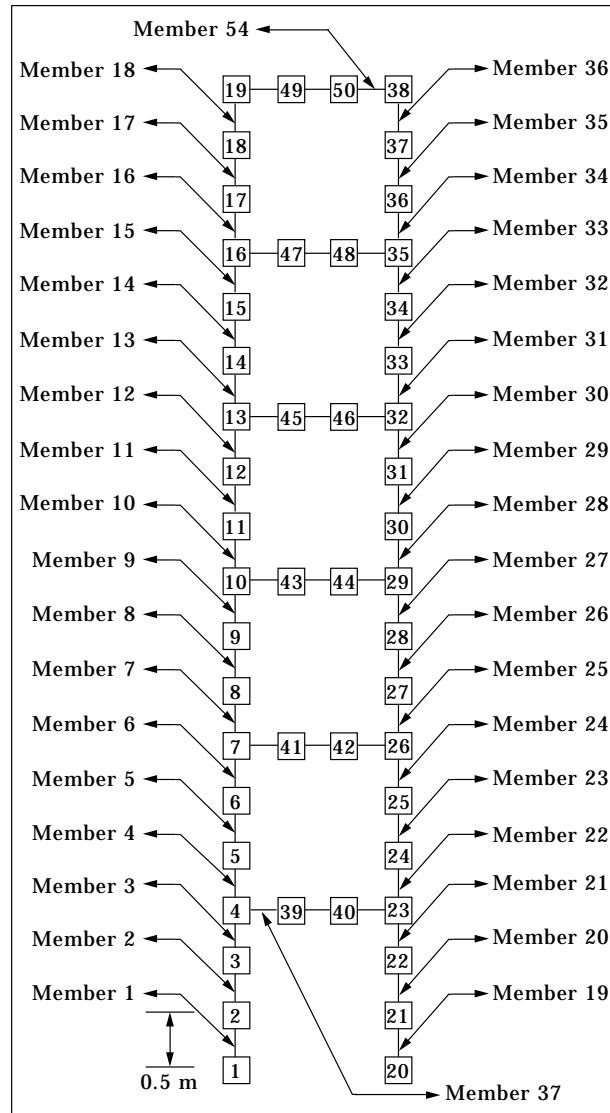 Member 54
Member 18 Member 36
19 49 50 38
Member 17 Member 35
18 37
Member 16 Member 34
17 36
Member 15 Member 33
16 47 48 35
Member 14 Member 32
15 34
Member 13 Member 31
14 33
Member 12 Member 30
13 45 46 32
Member 11 Member 29
12 31
Member 10 Member 28
11 30
Member 9 Member 27
10 43 44 29
Member 8 Member 26
9 28
Member 7 Member 25
8 27
Member 6 Member 24
7 41 42 26
Member 5 Member 23
6 25
Member 4 Member 22
5 24
Member 3 Member 21
4 39 40 23
Member 2 Member 20
3 22
Member 1 Member 19
2 21
0.5 m 1 20
Member 37